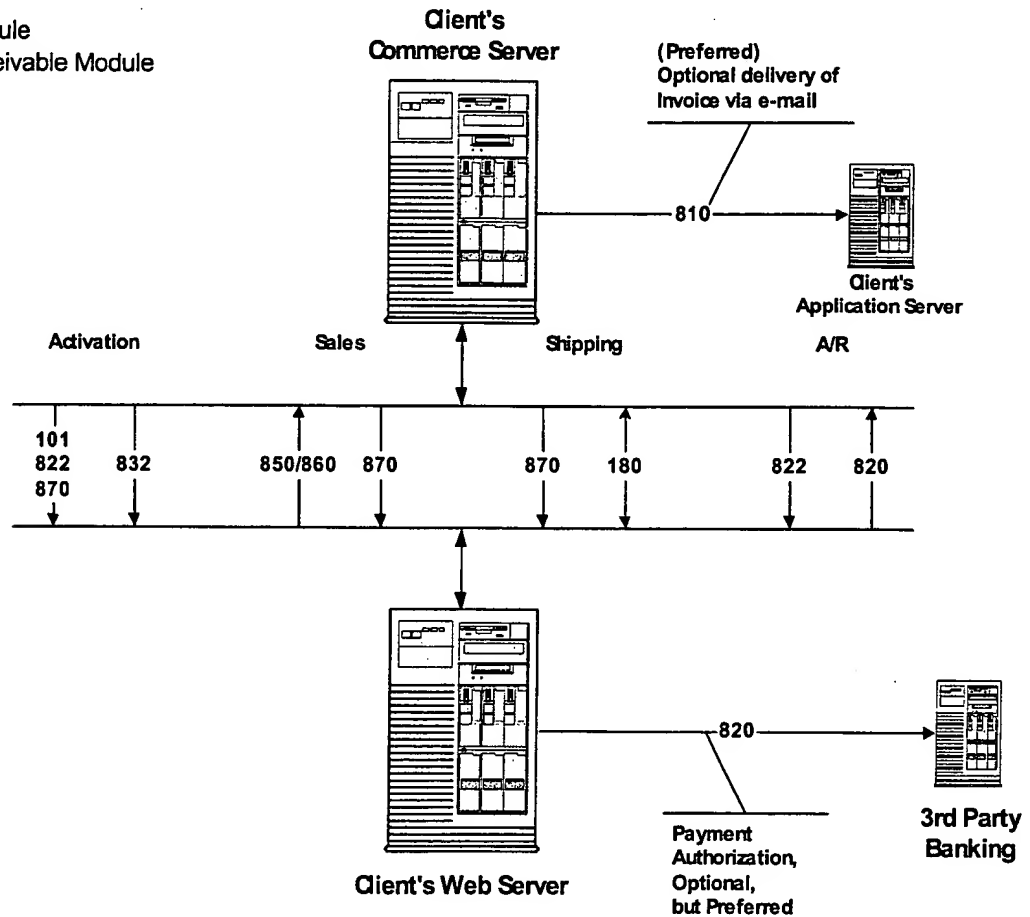 ule
eivable Module
Client's
Commerce Server
(Preferred)
Optional delivery of
Invoice via e-mail
810
Client's
Application Server
Activation
Sales
Shipping
A/R
101
822
870
832
850/860
870
870
180
822
820
820
3rd Party
Banking
Payment
Authorization,
Optional,
but Preferred
Client's Web Server